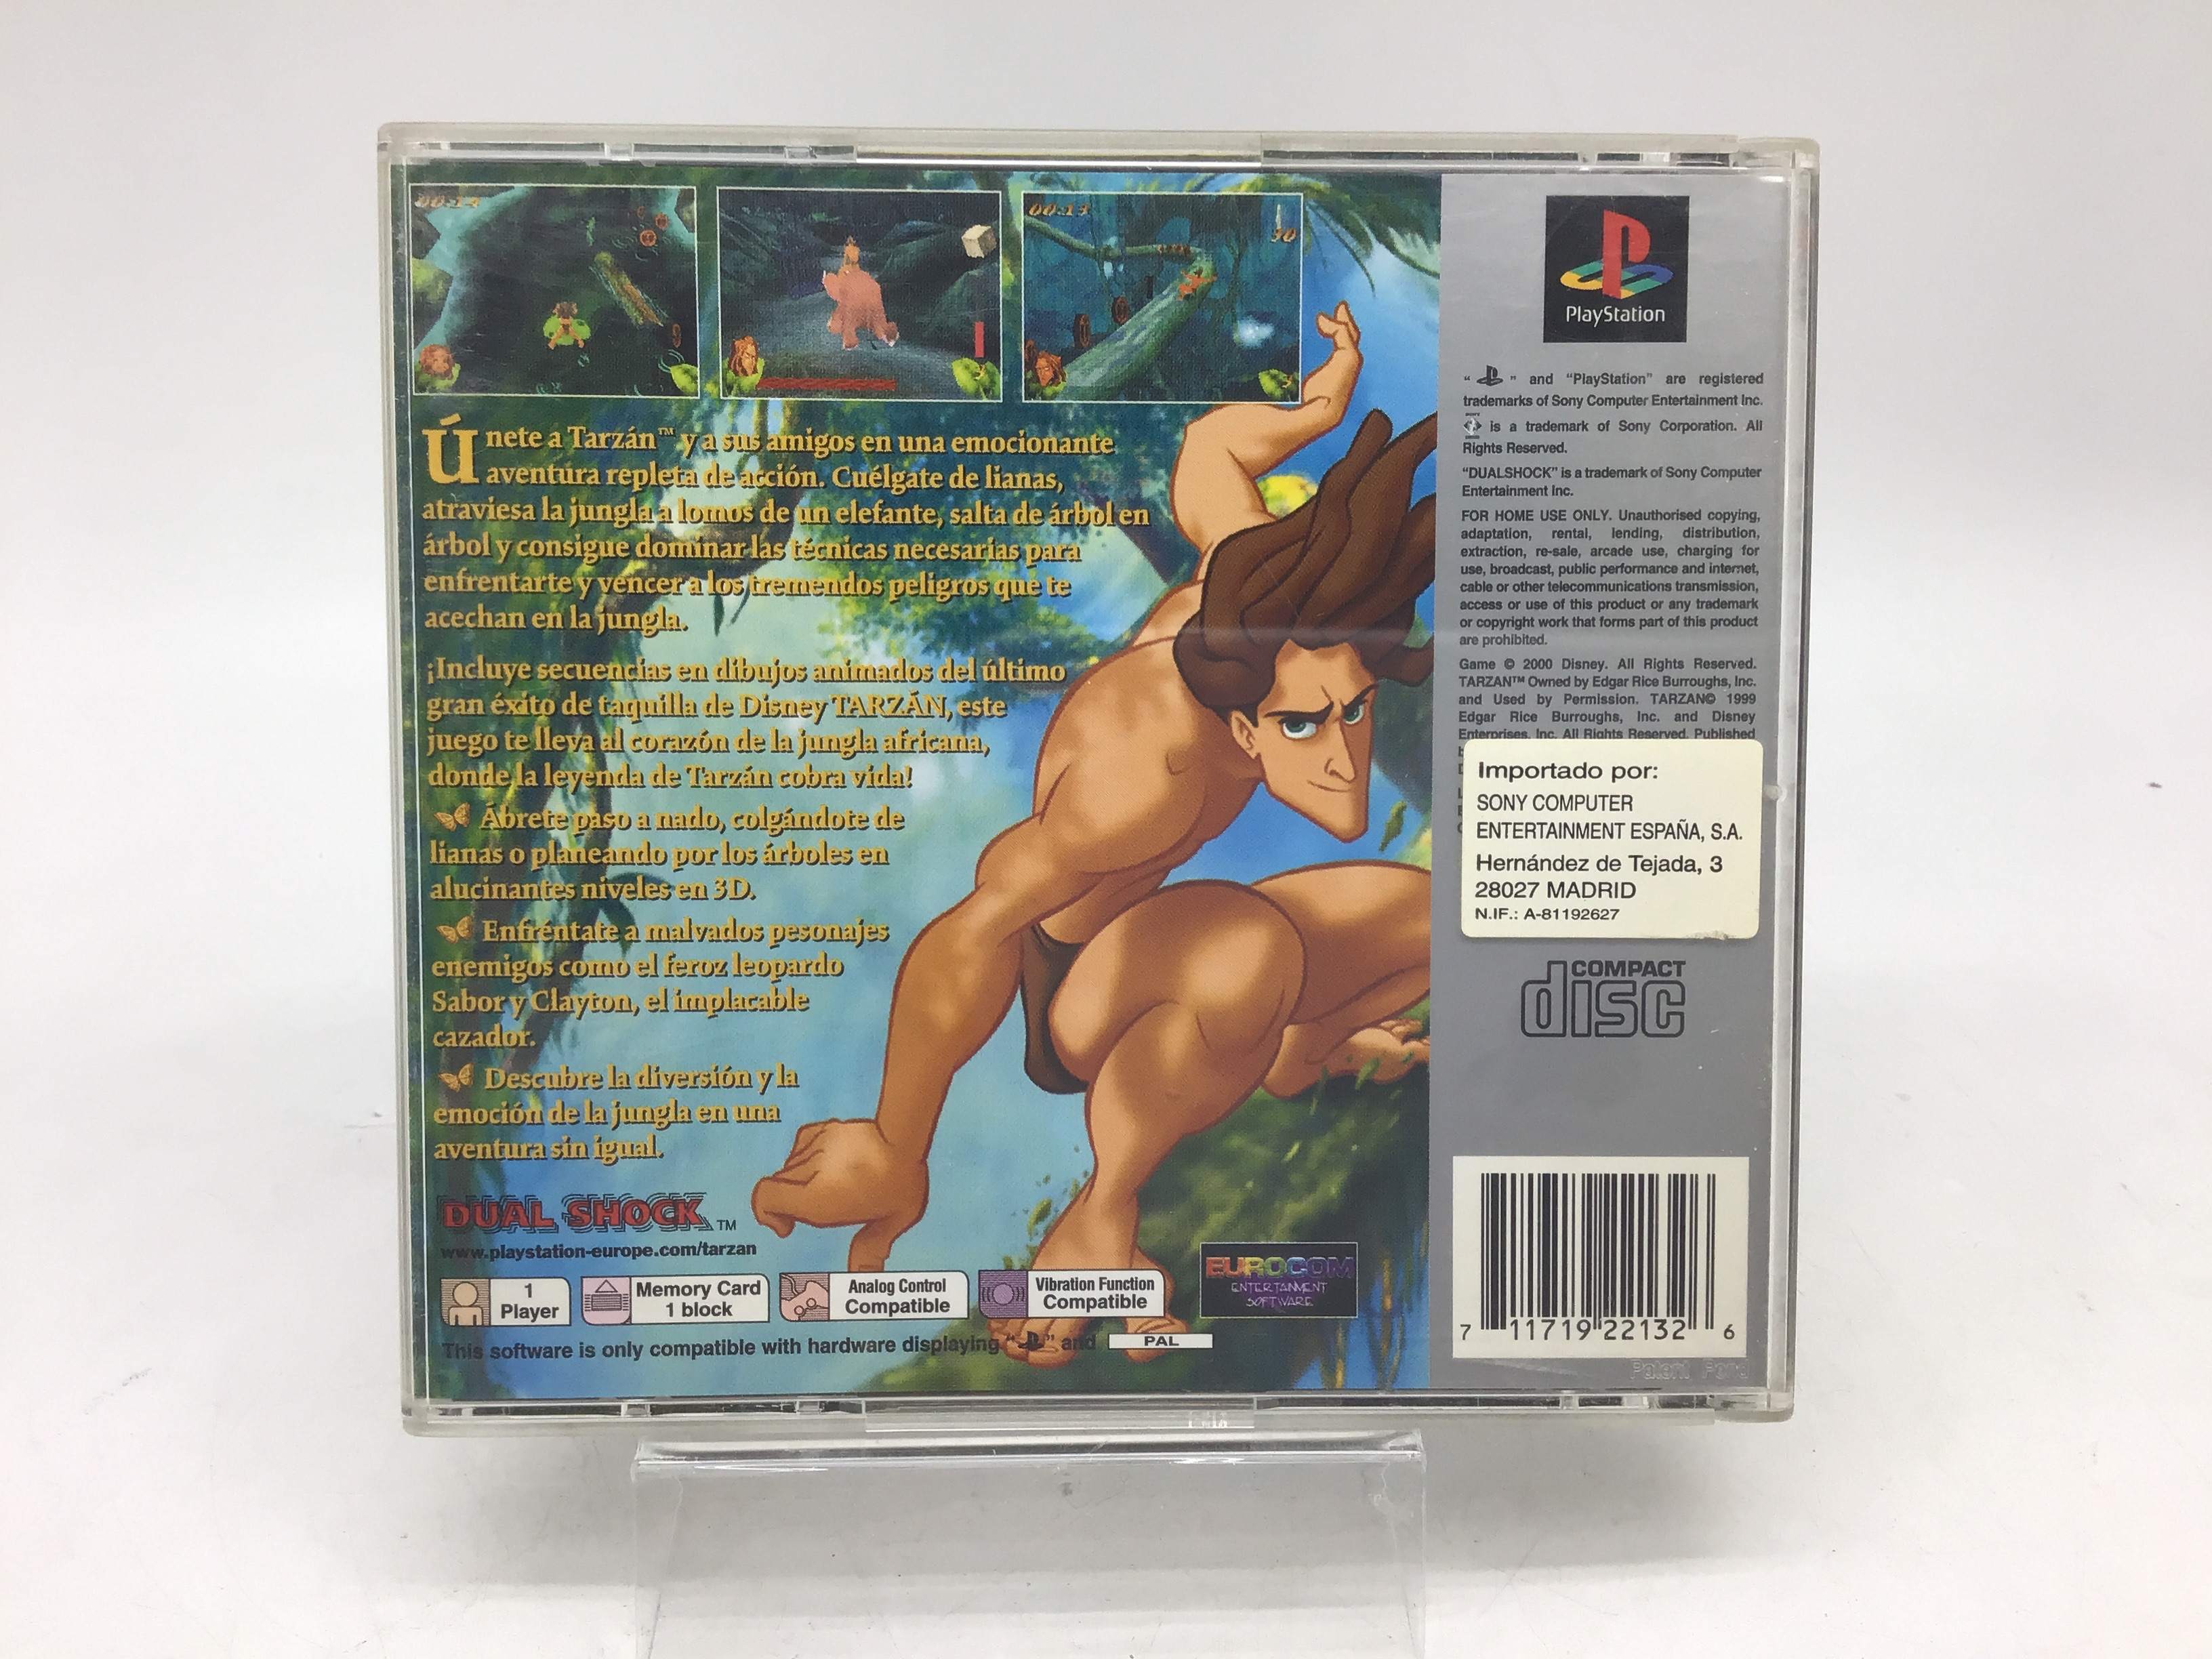 00:14
00:13
30
Únete a Tarzán™ y a sus amigos en una emocionante
aventura repleta de acción. Cuélgate de lianas,
atraviesa la jungla a lomos de un elefante, salta de árbol en
árbol y consigue dominar las técnicas necesarias para
enfrentarte y vencer a los tremendos peligros que te
acechan en la jungla.
¡Incluye secuencias en dibujos animados del último
gran éxito de taquilla de Disney TARZÁN, este
juego te lleva al corazón de la jungla africana,
donde la leyenda de Tarzán cobra vida!
Ábrete paso a nado, colgándote de
lianas o planeando por los árboles en
alucinantes niveles en 3D.
Enfréntate a malvados pesonajes
enemigos como el feroz leopardo
Sabor y Clayton, el implacable
cazador.
Descubre la diversión y la
emoción de la jungla en una
aventura sin igual.
DUAL SHOCK TM
www.playstation-europe.com/tarzan
1
Player
Memory Card
1 block
Analog Control
Compatible
Vibration Function
Compatible
EUROCOM
ENTERTAINMENT
SOFTWARE
This software is only compatible with hardware displaying " " and PAL
PlayStation
" " and "PlayStation" are registered
trademarks of Sony Computer Entertainment Inc.
is a trademark of Sony Corporation. All
Rights Reserved.
"DUALSHOCK" is a trademark of Sony Computer
Entertainment Inc.
FOR HOME USE ONLY. Unauthorised copying,
adaptation, rental, lending, distribution,
extraction, re-sale, arcade use, charging for
use, broadcast, public performance and internet,
cable or other telecommunications transmission,
access or use of this product or any trademark
or copyright work that forms part of this product
are prohibited.
Game © 2000 Disney. All Rights Reserved.
TARZAN™ Owned by Edgar Rice Burroughs, Inc.
and Used by Permission. TARZAN© 1999
Edgar Rice Burroughs, Inc. and Disney
Enterprises, Inc. All Rights Reserved. Published
Importado por:
SONY COMPUTER
ENTERTAINMENT ESPAÑA, S.A.
Hernández de Tejada, 3
28027 MADRID
N.IF.: A-81192627
COMPACT
disc
7 11719 22132 6
Patent Pend